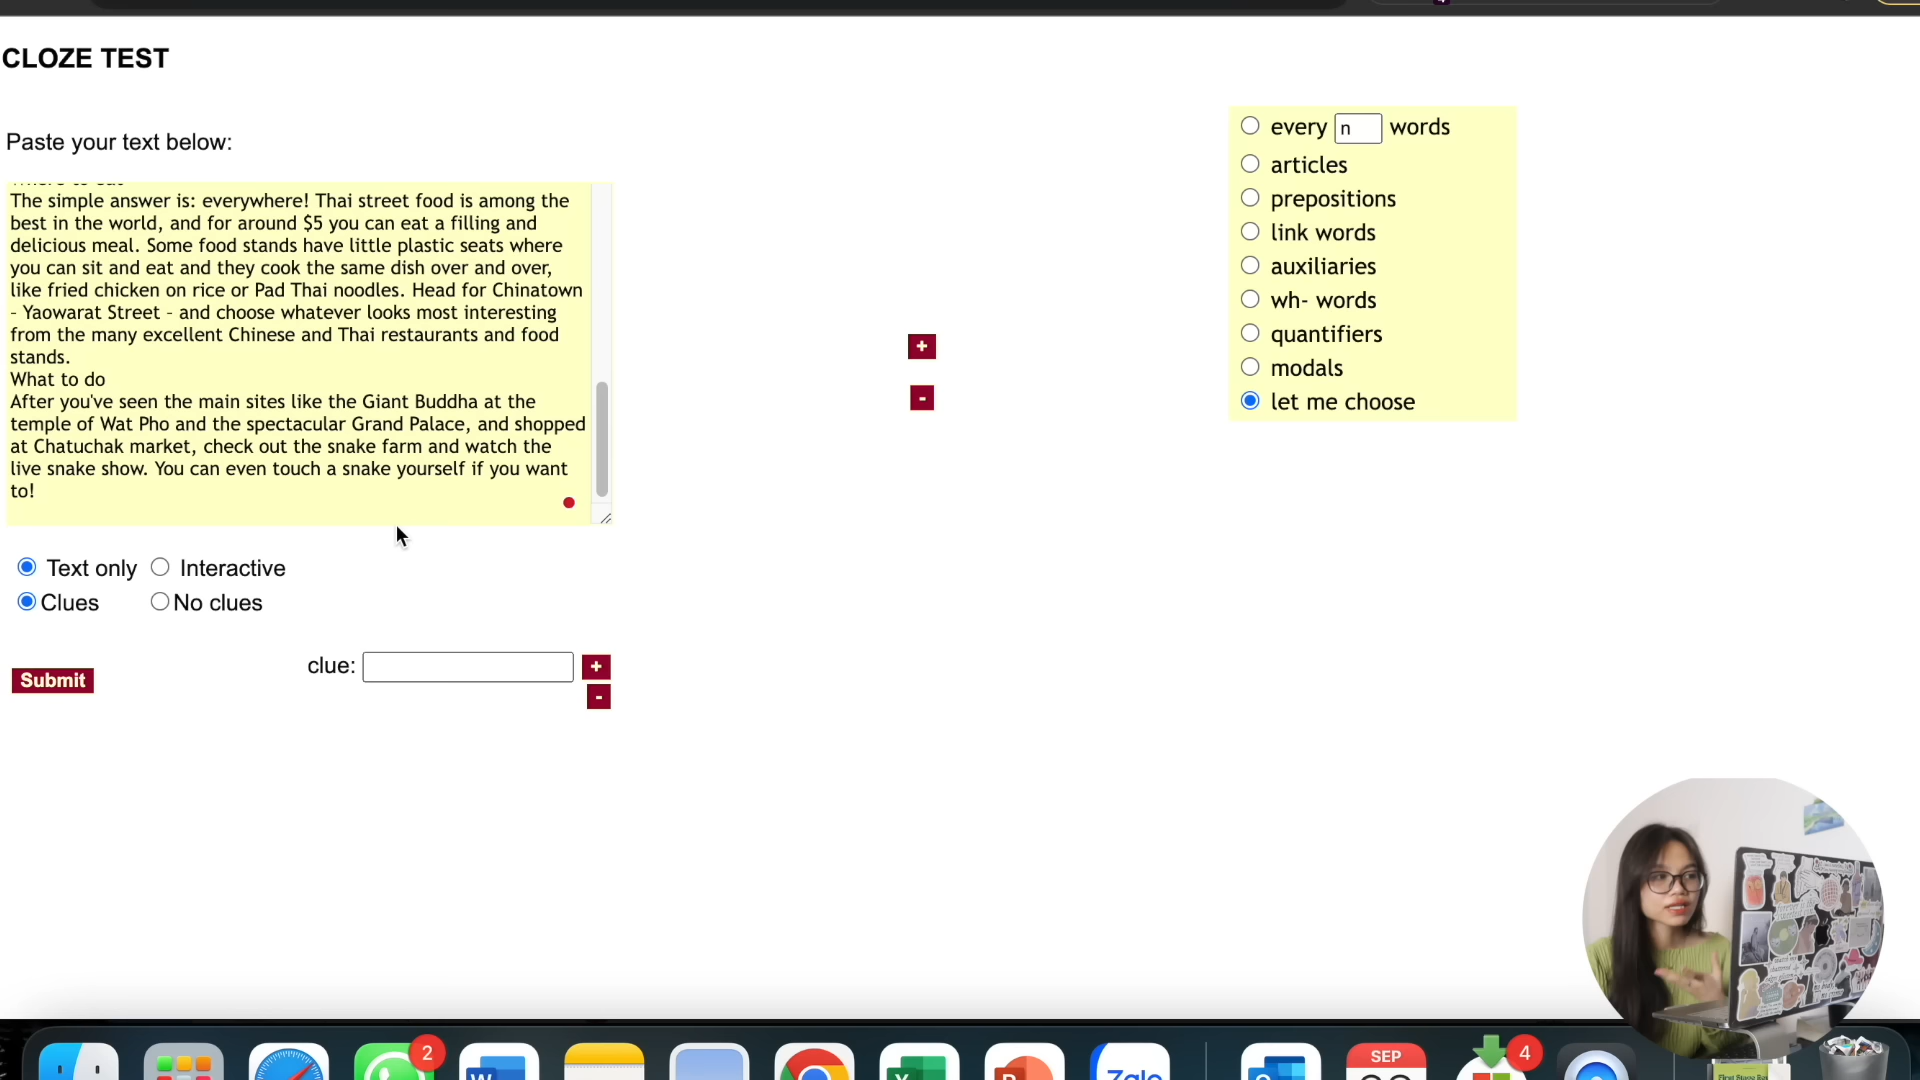 CLOZE TEST
Paste your text below:
The simple answer is: everywhere! Thai street food is among the
best in the world, and for around $5 you can eat a filling and
delicious meal. Some food stands have little plastic seats where
you can sit and eat and they cook the same dish over and over,
like fried chicken on rice or Pad Thai noodles. Head for Chinatown
- Yaowarat Street - and choose whatever looks most interesting
from the many excellent Chinese and Thai restaurants and food
stands.
What to do
After you've seen the main sites like the Giant Buddha at the
temple of Wat Pho and the spectacular Grand Palace, and shopped
at Chatuchak market, check out the snake farm and watch the
live snake show. You can even touch a snake yourself if you want
to!
Text only Interactive
Clues No clues
clue: +
-
Submit
+
-
every n words
articles
prepositions
link words
auxiliaries
wh- words
quantifiers
modals
let me choose
2
W
X
P
Zalo
SEP
4